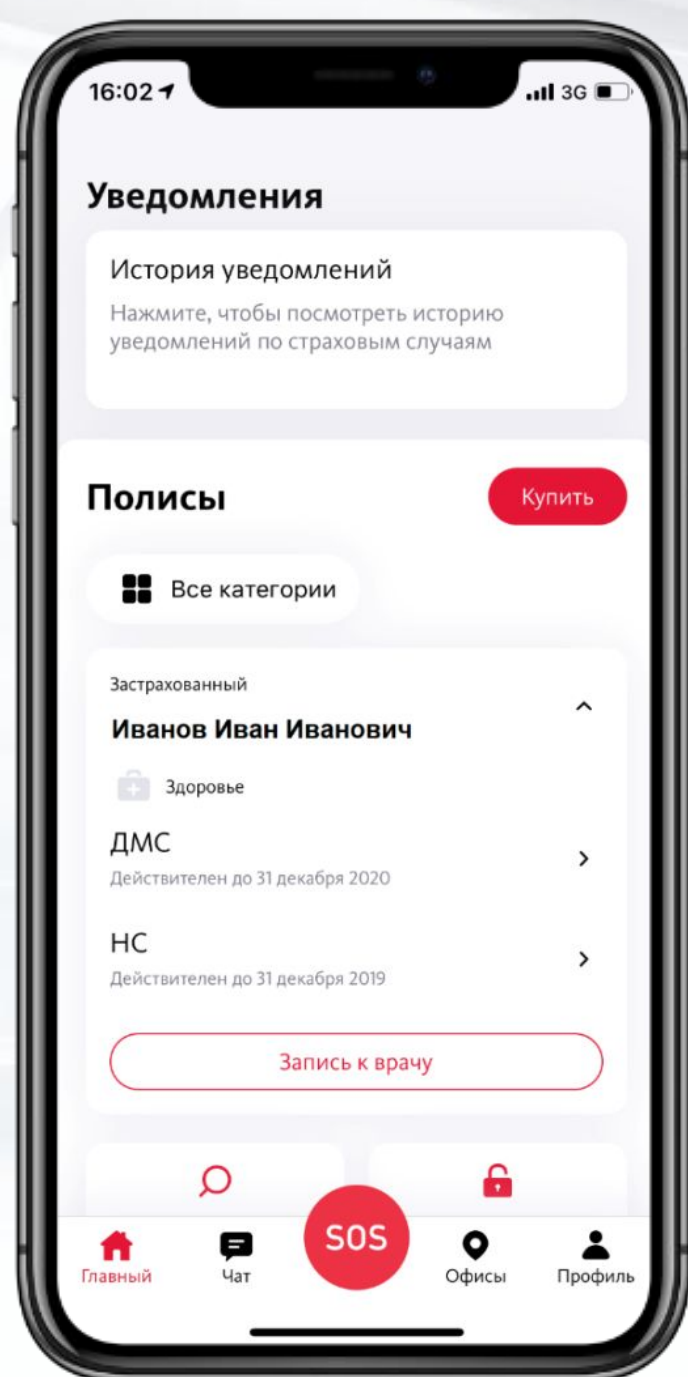 16:02
3G
Уведомления
История уведомлений
Нажмите, чтобы посмотреть историю
уведомлений по страховым случаям
Полисы
Купить
Все категории
Застрахованный
Иванов Иван Иванович
Здоровье
ДМС
Действителен до 31 декабря 2020
НС
Действителен до 31 декабря 2019
Запись к врачу
SOS
Главный
Чат
Офисы
Профиль